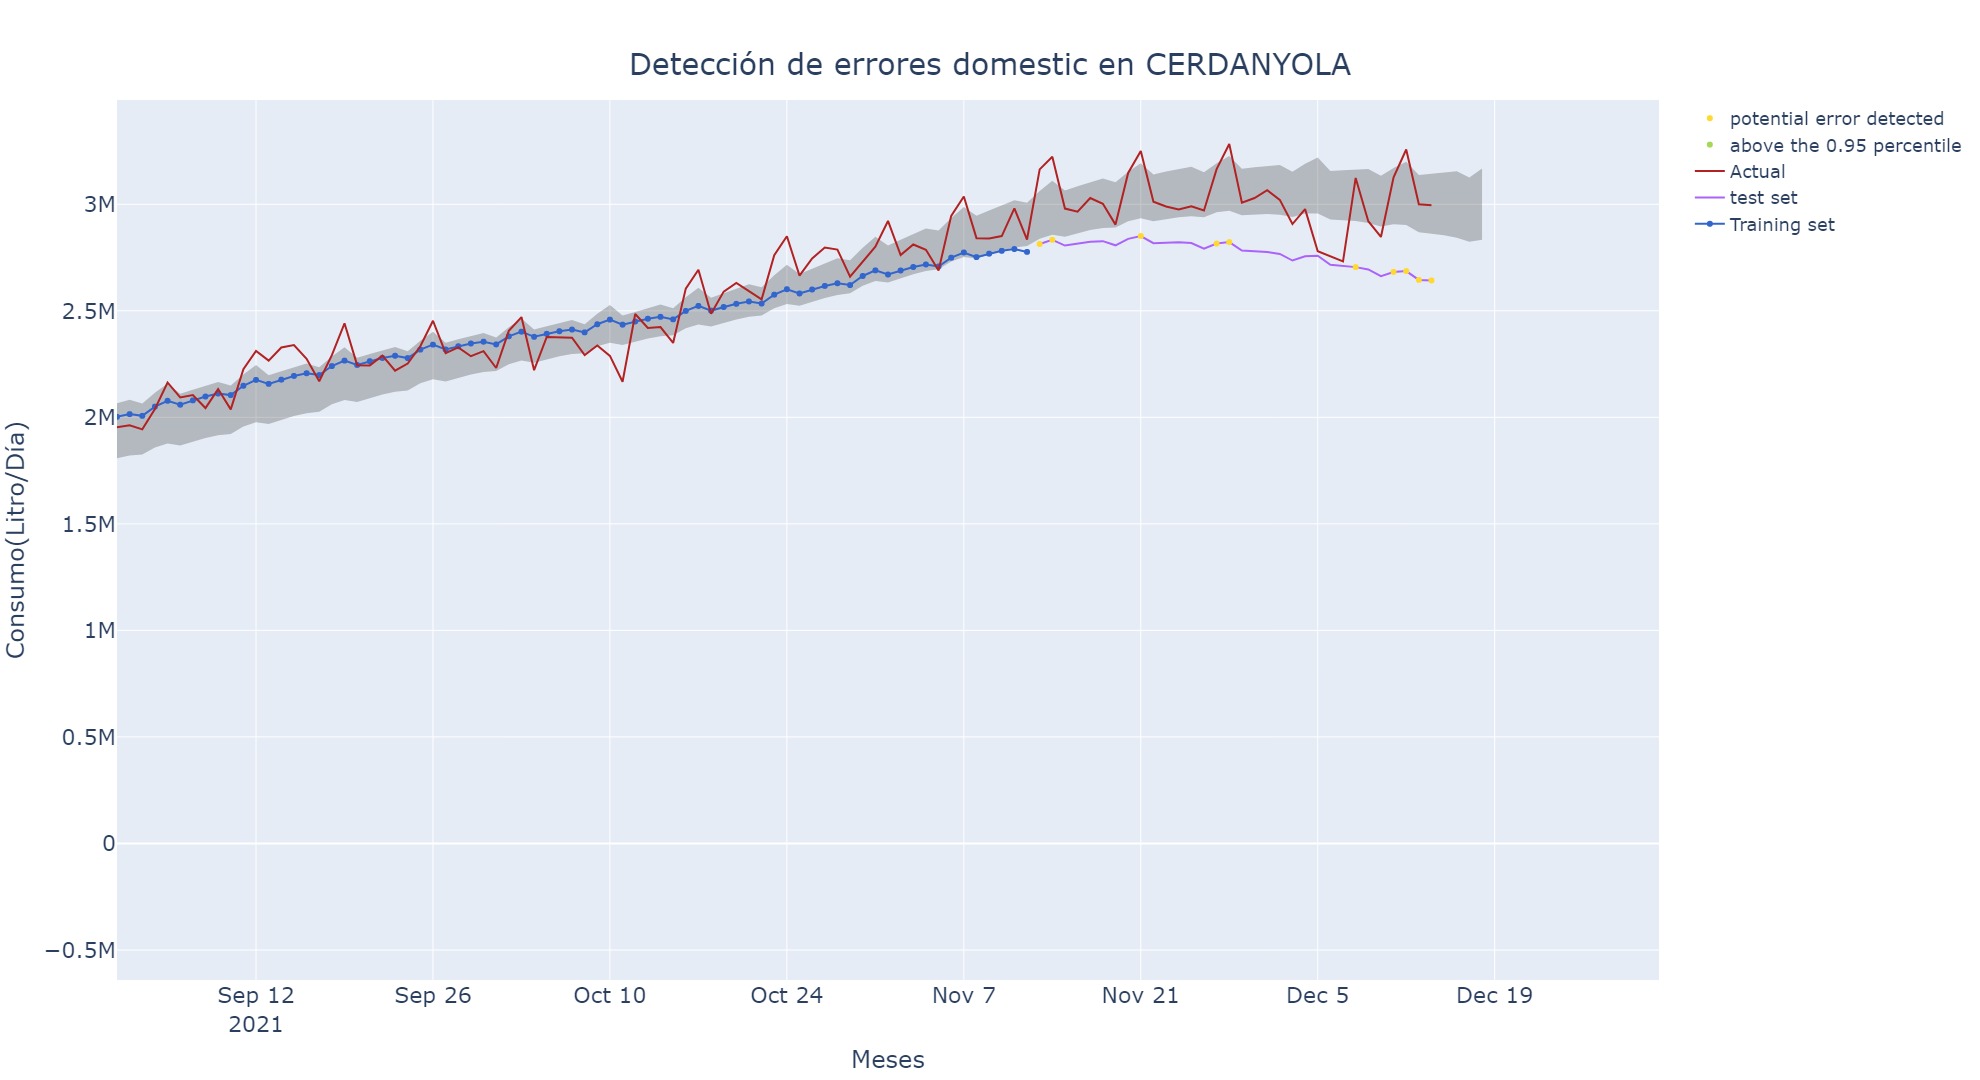 Detección de errores domestic en CERDANYOLA
potential error detected
above the 0.95 percentile
Actual
test set
Training set
Consumo(Litro/Día)
3M
2.5M
2M
1.5M
1M
0.5M
0
−0.5M
Sep 12
2021
Sep 26
Oct 10
Oct 24
Nov 7
Nov 21
Dec 5
Dec 19
Meses